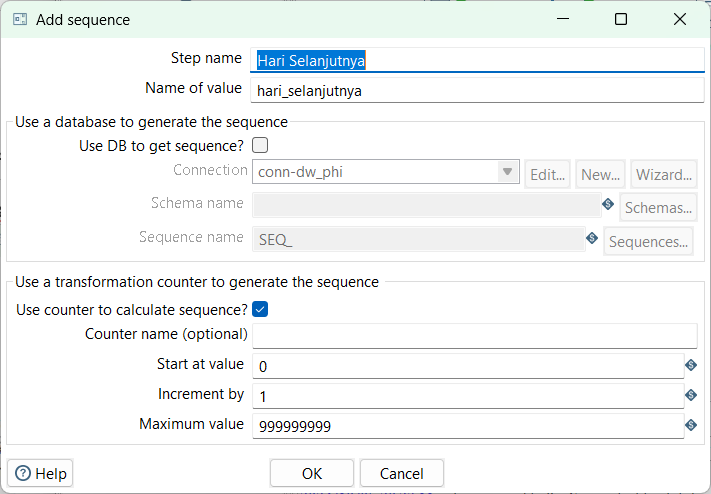 Add sequence
Step name Hari Selanjutnya
Name of value hari_selanjutnya
Use a database to generate the sequence
Use DB to get sequence?
Connection conn-dw_phi Edit... New... Wizard...
Schema name Schemas...
Sequence name SEQ_ Sequences...
Use a transformation counter to generate the sequence
Use counter to calculate sequence?
Counter name (optional)
Start at value 0
Increment by 1
Maximum value 999999999
Help OK Cancel